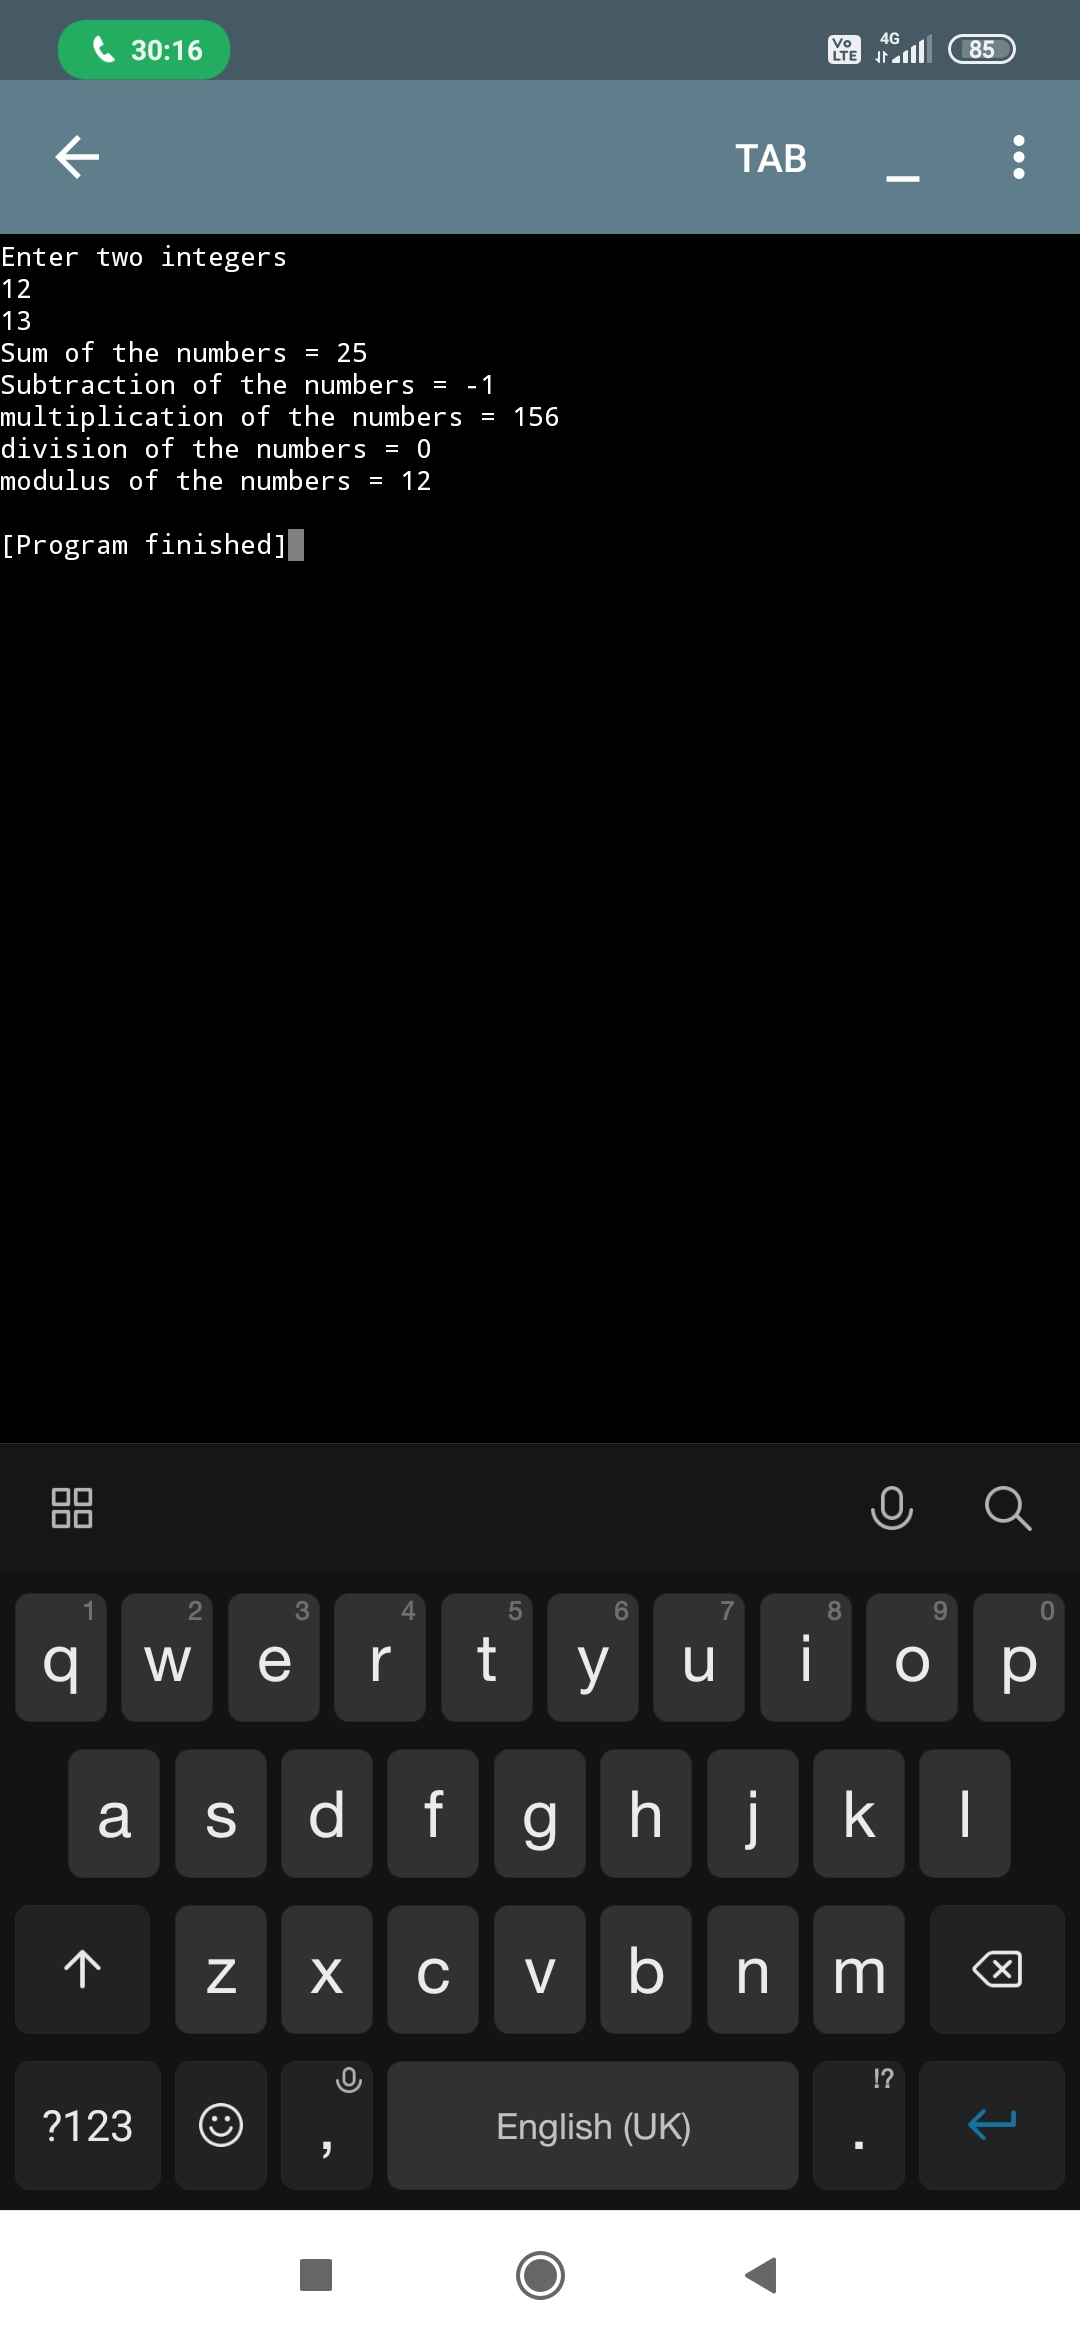 30:16 Vo LTE 4G 85
TAB _
Enter two integers
12
13
Sum of the numbers = 25
Subtraction of the numbers = -1
multiplication of the numbers = 156
division of the numbers = 0
modulus of the numbers = 12
[Program finished]
1 2 3 4 5 6 7 8 9 0
q w e r t y u i o p
a s d f g h j k l
z x c v b n m
!?
?123 , English (UK) .